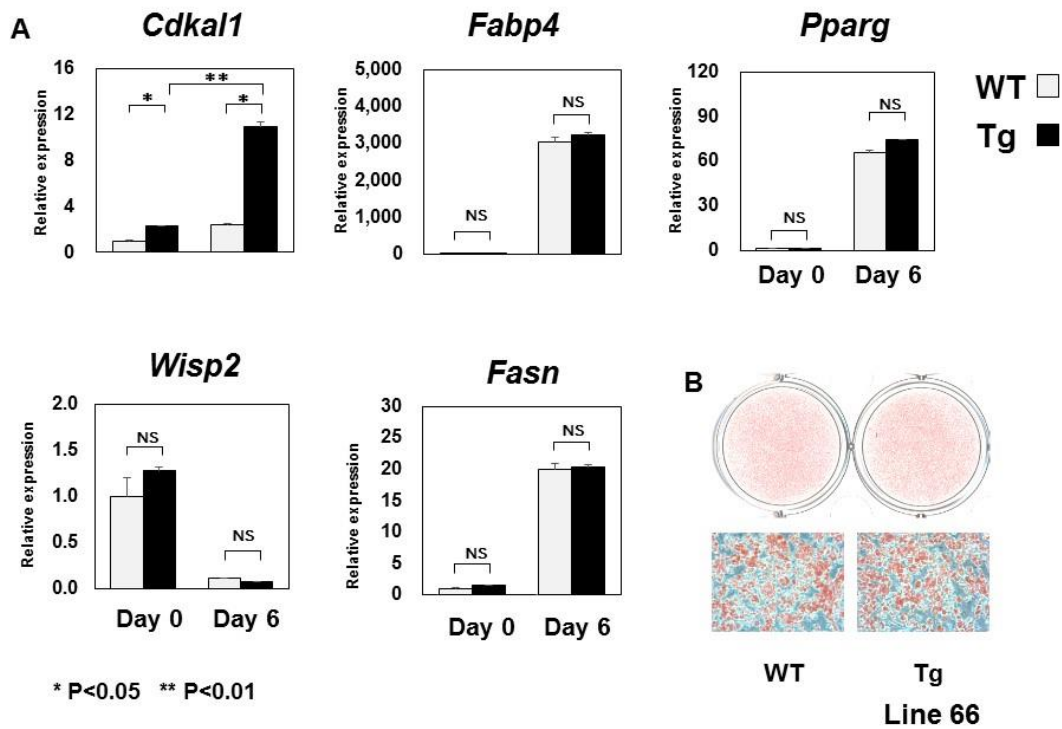 A
Cdkal1
Relative expression
16
12
8
4
0
*
**
*
Fabp4
Relative expression
5,000
4,000
3,000
2,000
1,000
0
NS
NS
Pparg
Relative expression
120
90
60
30
0
NS
NS
Day 0 Day 6
WT
Tg
Wisp2
Relative expression
2.0
1.5
1.0
0.5
0.0
NS
NS
Day 0 Day 6
Fasn
Relative expression
30
25
20
15
10
5
0
NS
NS
Day 0 Day 6
B
WT Tg
Line 66
* P<0.05 ** P<0.01